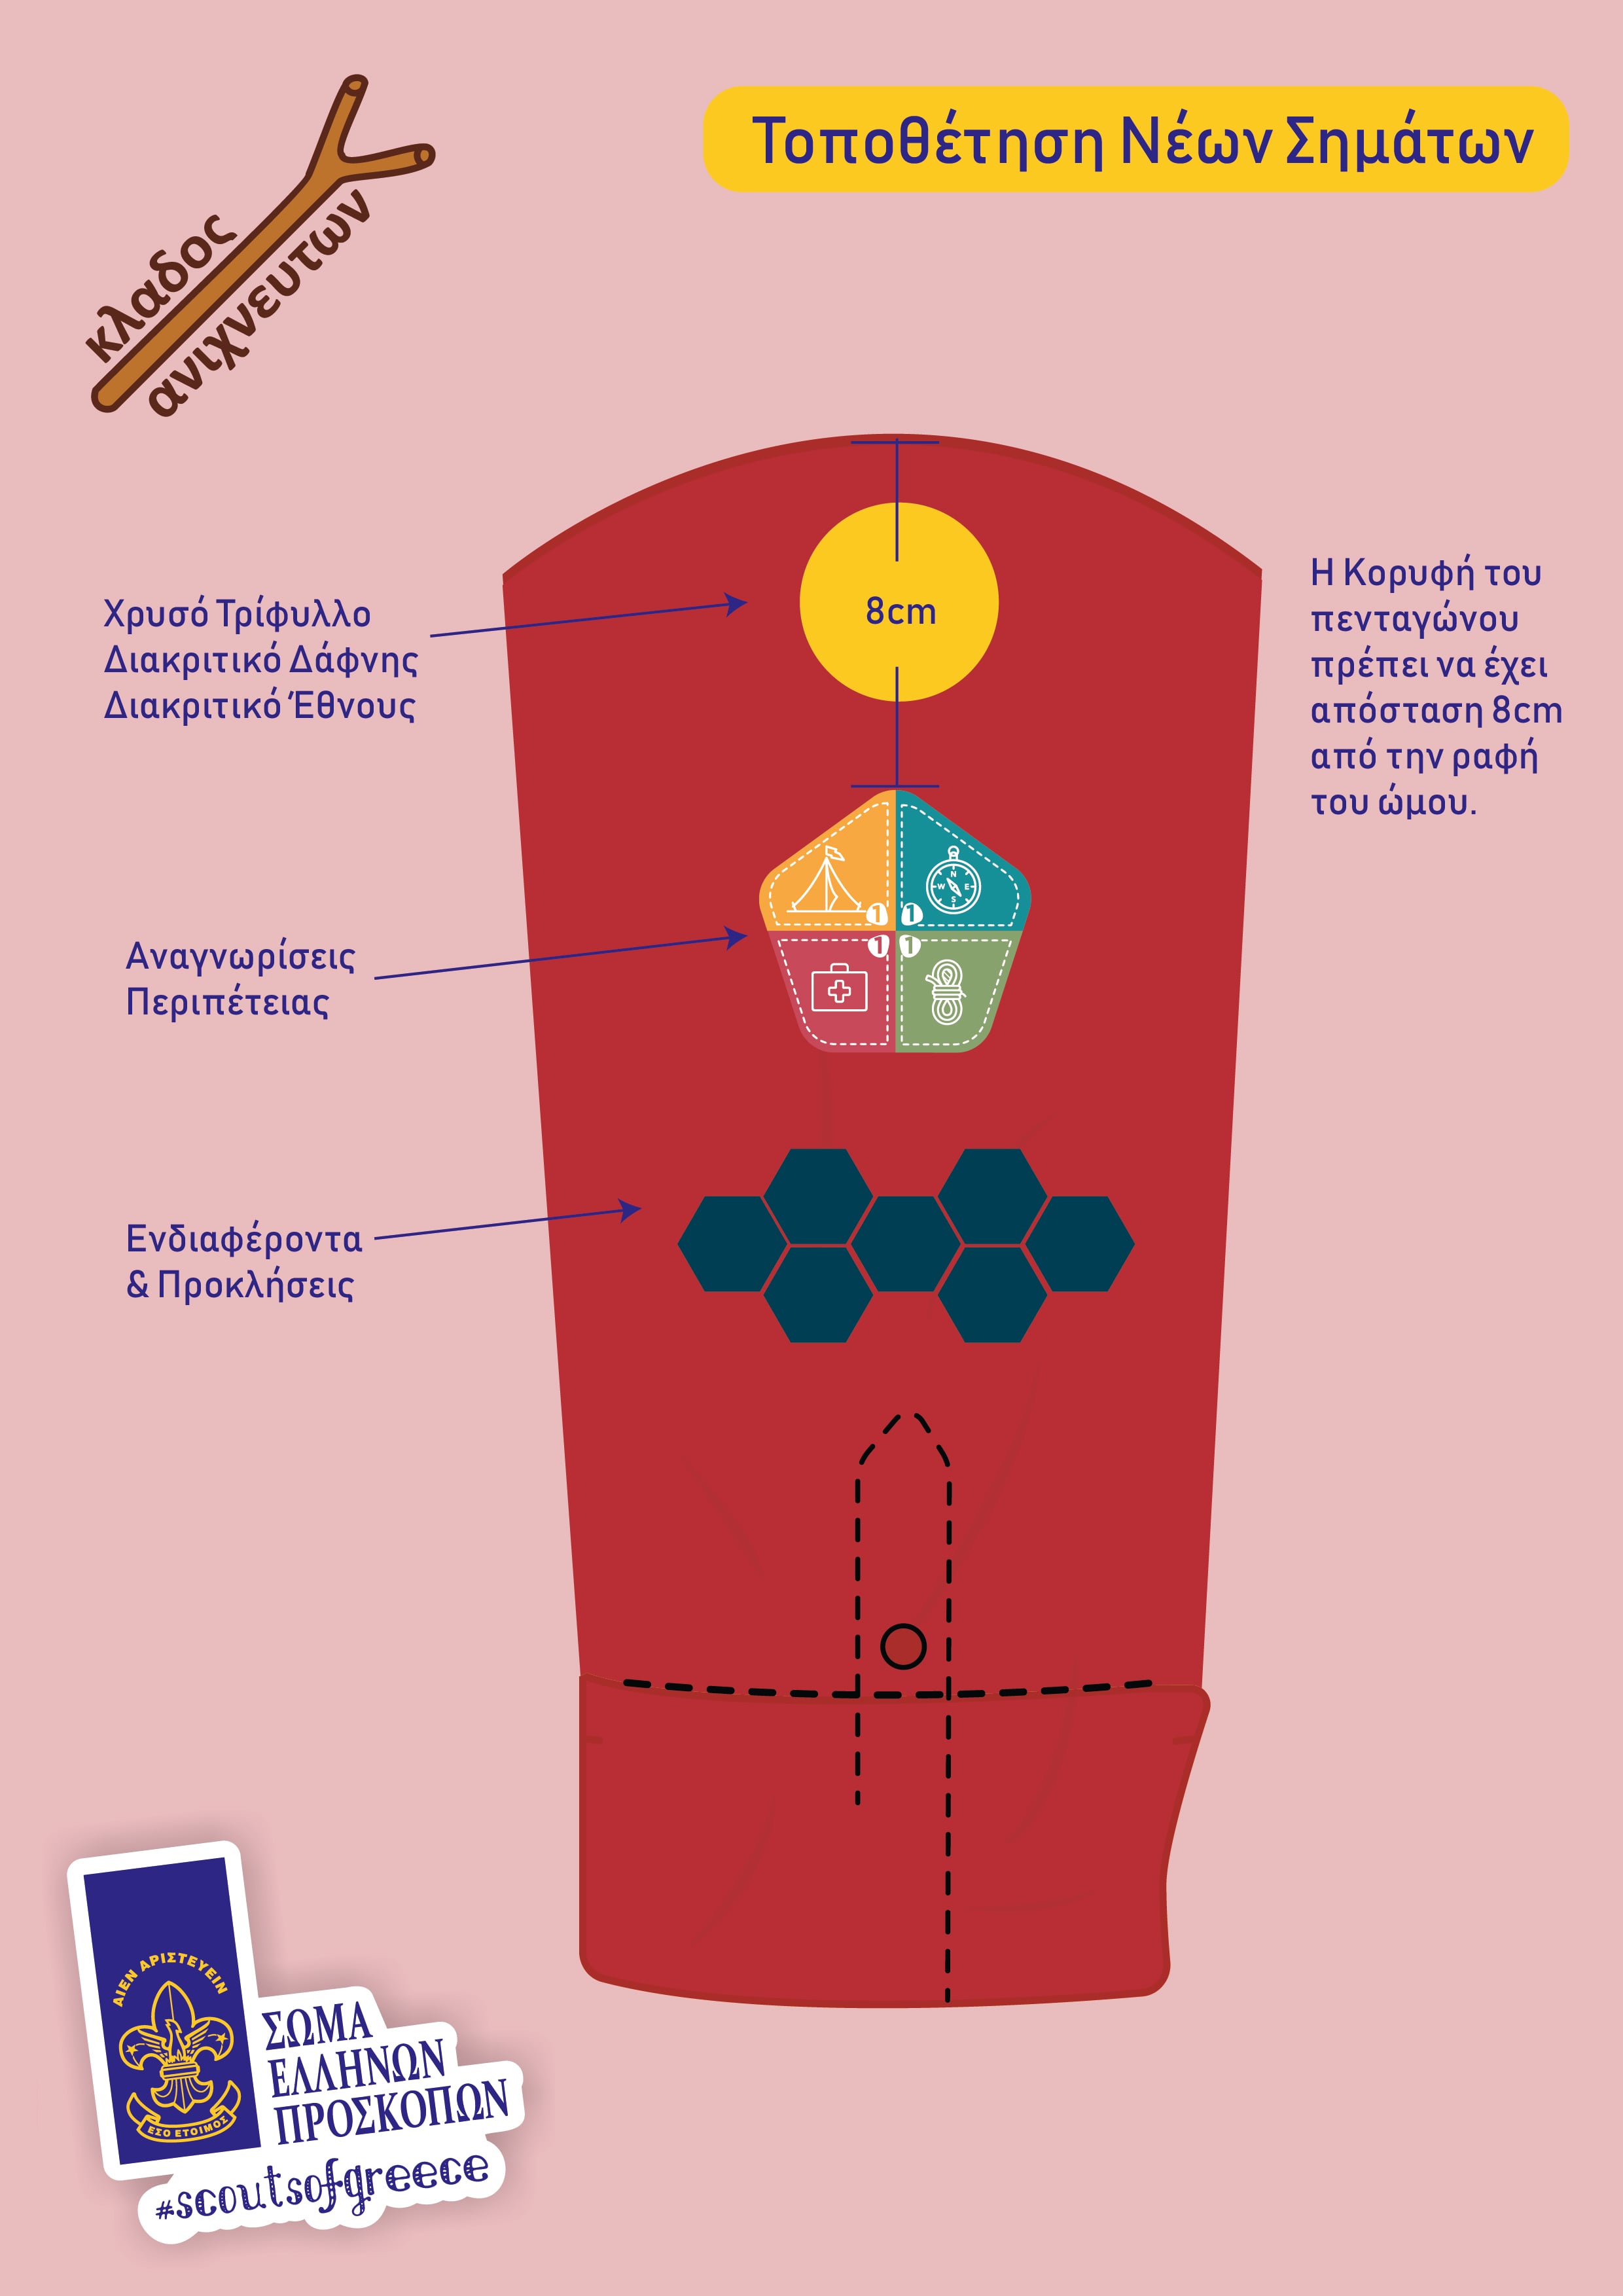 κλαδος
ανιχνευτων
Τοποθέτηση Νέων Σημάτων
8cm
Χρυσό Τρίφυλλο
Διακριτικό Δάφνης
Διακριτικό Έθνους
Η Κορυφή του
πενταγώνου
πρέπει να έχει
απόσταση 8cm
από την ραφή
του ώμου.
N
W E
S
1 1
1 1
Αναγνωρίσεις
Περιπέτειας
Ενδιαφέροντα
& Προκλήσεις
ΑΙΕΝ ΑΡΙΣΤΕΥΕΙΝ
ΕΣΟ ΕΤΟΙΜΟΣ
ΣΩΜΑ
ΕΛΛΗΝΩΝ
ΠΡΟΣΚΟΠΩΝ
#scoutsofgreece